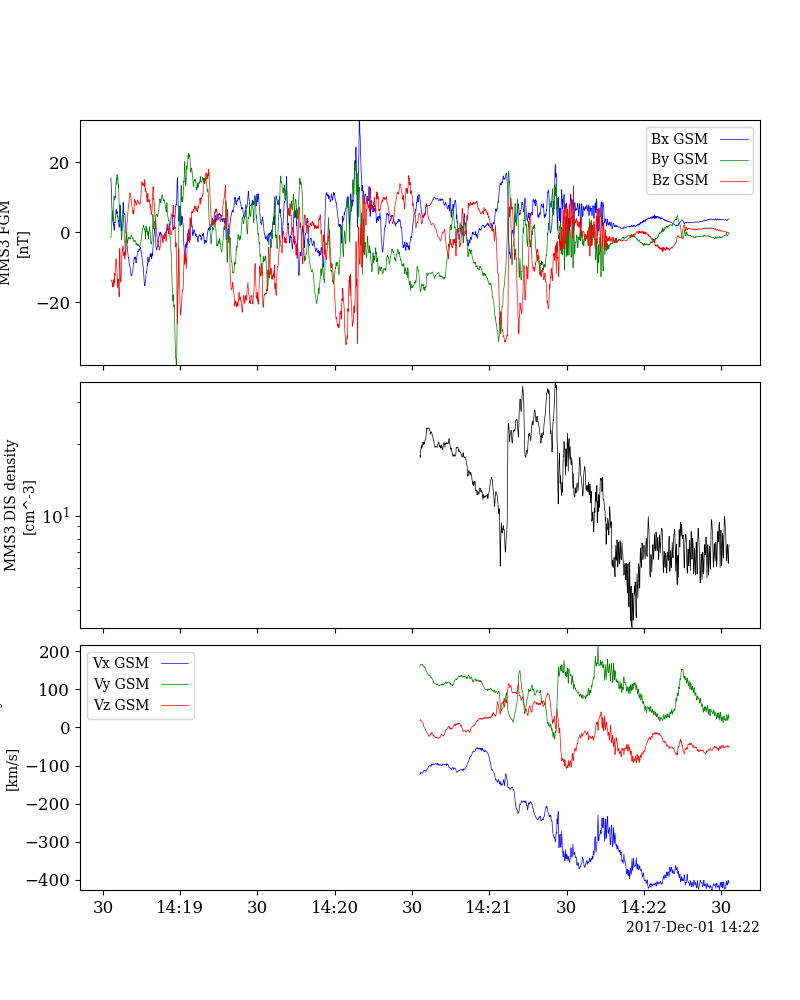 MMS3 FGM
[nT]
20
0
−20
Bx GSM
By GSM
Bz GSM
MMS3 DIS density
[cm^-3]
10^1
[km/s]
200
100
0
−100
−200
−300
−400
Vx GSM
Vy GSM
Vz GSM
30 14:19 30 14:20 30 14:21 30 14:22 30
2017-Dec-01 14:22